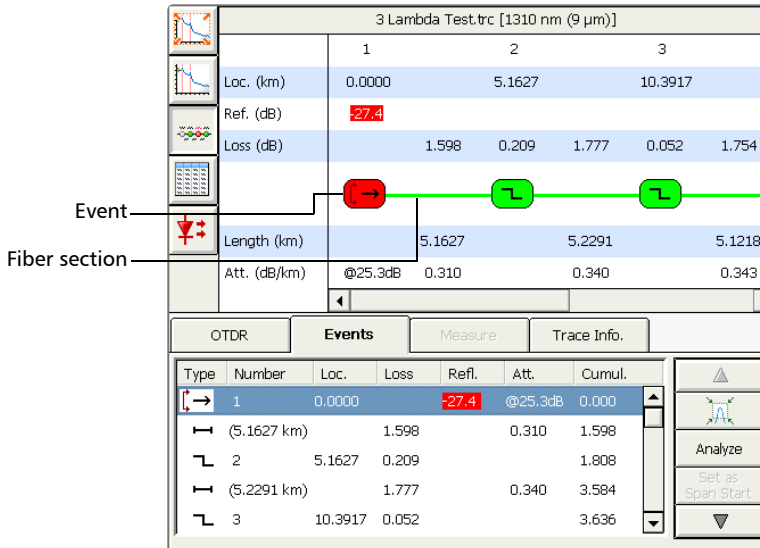 3 Lambda Test.trc [1310 nm (9 µm)]
1 2 3
Loc. (km) 0.0000 5.1627 10.3917
Ref. (dB) -27.4
Loss (dB) 1.598 0.209 1.777 0.052 1.754
Event
Fiber section
Length (km) 5.1627 5.2291 5.1218
Att. (dB/km) @25.3dB 0.310 0.340 0.343
OTDR Events Measure Trace Info.
Type Number Loc. Loss Refl. Att. Cumul.
1 0.0000 -27.4 @25.3dB 0.000
(5.1627 km) 1.598 0.310 1.598
2 5.1627 0.209 1.808
(5.2291 km) 1.777 0.340 3.584
3 10.3917 0.052 3.636
Analyze
Set as
Span Start